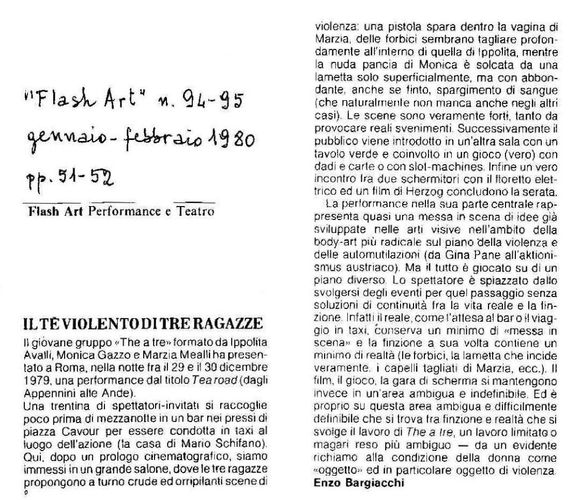 "Flash Art" n. 94-95
gennaio-febbraio 1980
pp. 51-52
Flash Art Performance e Teatro
IL TÈ VIOLENTO DI TRE RAGAZZE
Il giovane gruppo «The a tre» formato da Ippolita
Avalli, Monica Gazzo e Marzia Mealli ha presen-
tato a Roma, nella notte fra il 29 e il 30 dicembre
1979, una performance dal titolo Tea road (dagli
Appennini alle Ande).
Una trentina di spettatori-invitati si raccoglie
poco prima di mezzanotte in un bar nei pressi di
piazza Cavour per essere condotta in taxi al
luogo dell'azione (la casa di Mario Schifano).
Qui, dopo un prologo cinematografico, siamo
immessi in un grande salone, dove le tre ragazze
propongono a turno crude ed orripilanti scene di
violenza: una pistola spara dentro la vagina di
Marzia, delle forbici sembrano tagliare profon-
damente all'interno di quella di Ippolita, mentre
la nuda pancia di Monica è solcata da una
lametta solo superficialmente, ma con abbon-
dante, anche se finto, spargimento di sangue
(che naturalmente non manca anche negli altri
casi). Le scene sono veramente forti, tanto da
provocare reali svenimenti. Successivamente il
pubblico viene introdotto in un'altra sala con un
tavolo verde e coinvolto in un gioco (vero) con
dadi e carte o con slot-machines. Infine un vero
incontro fra due schermitori con il floretto elet-
trico ed un film di Herzog concludono la serata.
La performance nella sua parte centrale rap-
presenta quasi una messa in scena di idee già
sviluppate nelle arti visive nell'ambito della
body-art più radicale sul piano della violenza e
delle automutilazioni (da Gina Pane all'aktioni-
smus austriaco). Ma il tutto è giocato su di un
piano diverso. Lo spettatore è spiazzato dallo
svolgersi degli eventi per quel passaggio senza
soluzioni di continuità fra la vita reale e la fin-
zione. Infatti il reale, come l'attesa al bar o il viag-
gio in taxi, conserva un minimo di «messa in
scena» e la finzione a sua volta contiene un
minimo di realtà (le forbici, la lametta che incide
veramente, i capelli tagliati di Marzia, ecc.). Il
film, il gioco, la gara di scherma si mantengono
invece in un'area ambigua e indefinibile. Ed è
proprio su questa area ambigua e difficilmente
definibile che si trova tra finzione e realtà che si
svolge il lavoro di The a tre, un lavoro limitato o
magari reso più ambiguo — da un evidente
richiamo alla condizione della donna come
«oggetto» ed in particolare oggetto di violenza.
Enzo Bargiacchi